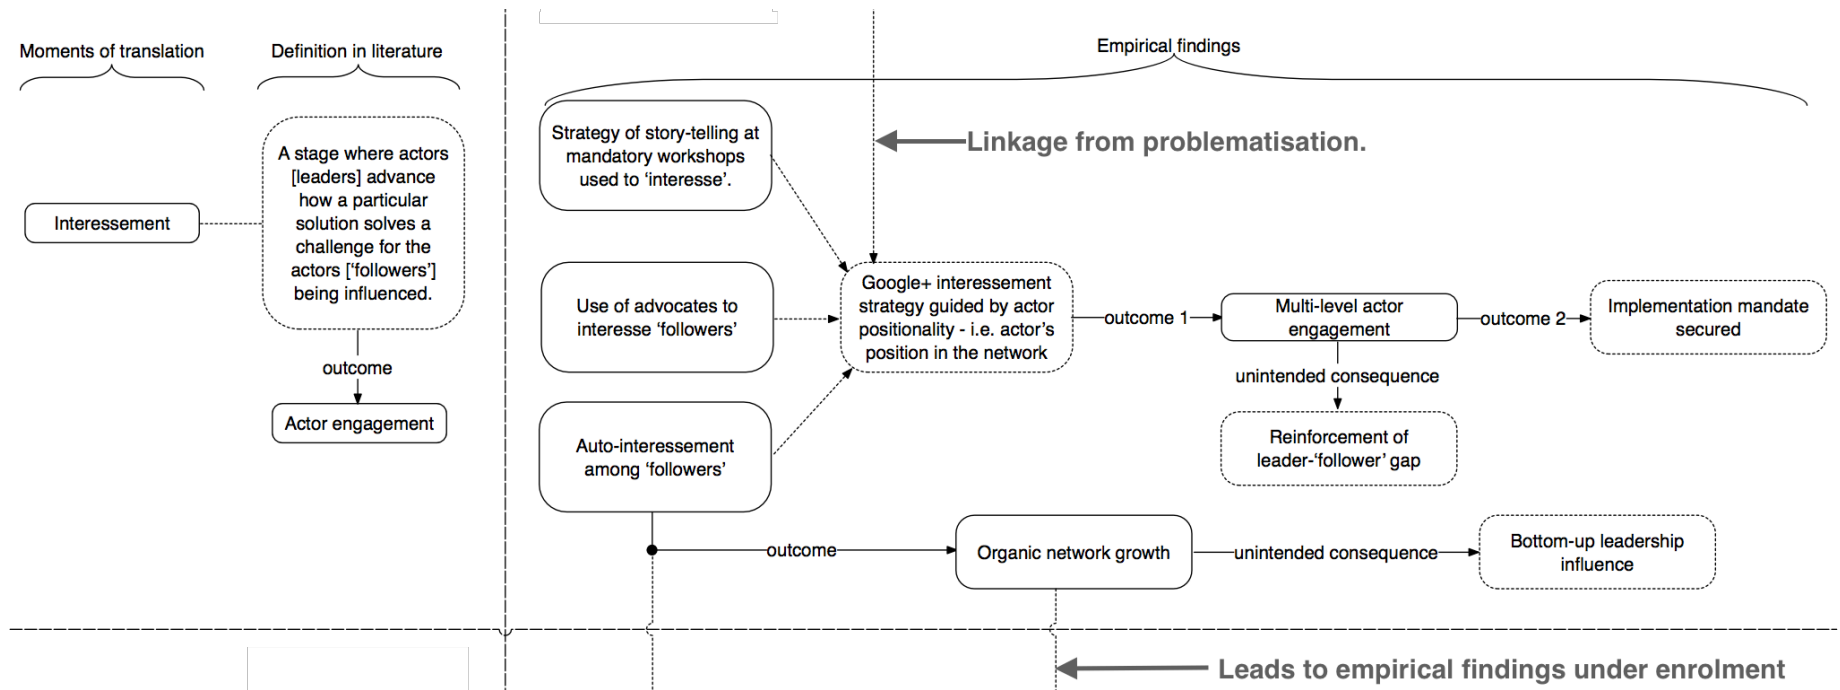 Moments of translation
Definition in literature
Empirical findings
Interessement
A stage where actors
[leaders] advance
how a particular
solution solves a
challenge for the
actors [‘followers’]
being influenced.
outcome
Actor engagement
Strategy of story-telling at
mandatory workshops
used to ‘interesse’.
Linkage from problematisation.
Use of advocates to
interesse ‘followers’
Google+ interessement
strategy guided by actor
positionality - i.e. actor’s
position in the network
outcome 1
Multi-level actor
engagement
outcome 2
Implementation mandate
secured
unintended consequence
Reinforcement of
leader-‘follower’ gap
Auto-interessement
among ‘followers’
outcome
Organic network growth
unintended consequence
Bottom-up leadership
influence
Leads to empirical findings under enrolment